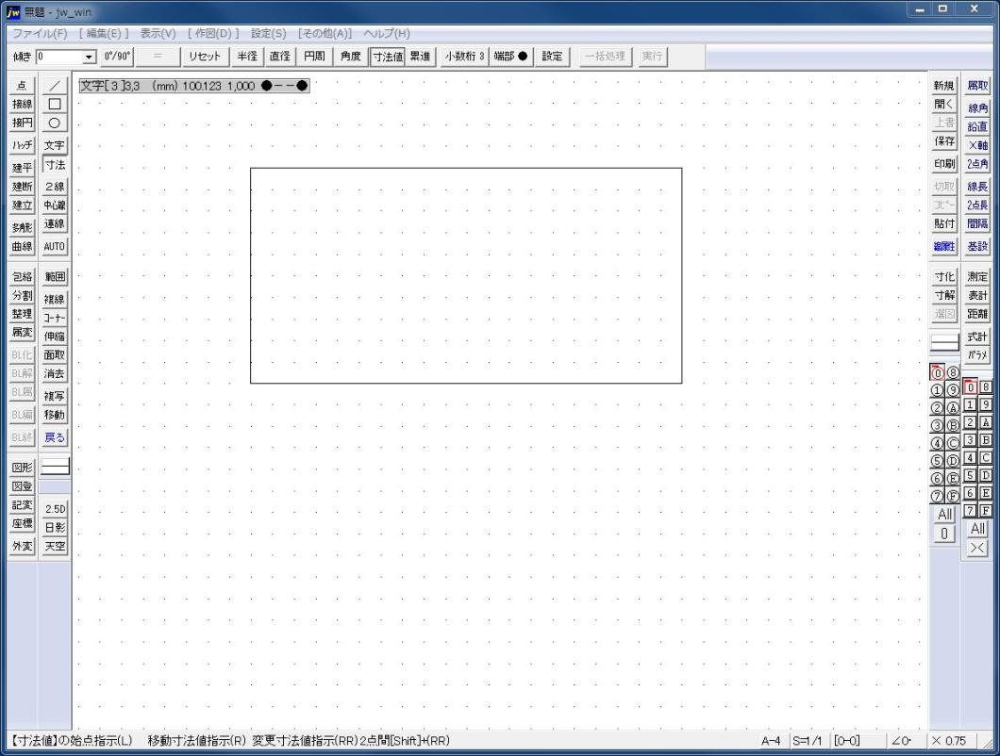 無題 - jw_win
ファイル(F) [編集(E)] 表示(V) [作図(D)] 設定(S) [その他(A)] ヘルプ(H)
傾き 0 0°/90° ＝ リセット 半径 直径 円周 角度 寸法値 累進 小数桁 3 端部 ● 設定 一括処理 実行
文字[ 3 ]3,3 (mm) 100.123 1,000 ●－－●
点 ／
接線 □
接円 ○
ハッチ 文字
建平 寸法
建断 2線
建立 中心線
多角形 連線
曲線 AUTO
包絡 範囲
分割 複線
整理 コーナー
属変 伸縮
BL化 面取
BL解 消去
BL属 複写
BL編 移動
BL終 戻る
図形
図登
記変 2.5D
座標 日影
外変 天空
新規 属取
開く 線角
上書 鉛直
保存 X軸
印刷 2点角
切取 線長
コピー 2点長
貼付 間隔
線属性 基設
寸化 測定
寸解 表計
選図 距離
式計
パラメ
0 8 0 8
1 9 1 9
2 A 2 A
3 B 3 B
4 C 4 C
5 D 5 D
6 E 6 E
7 F 7 F
All All
0 ×
【寸法値】の始点指示(L) 移動寸法値指示(R) 変更寸法値指示(RR) 2点間[Shift]+(RR)
A-4 S=1/1 [0-0] ∠0 × 0.75